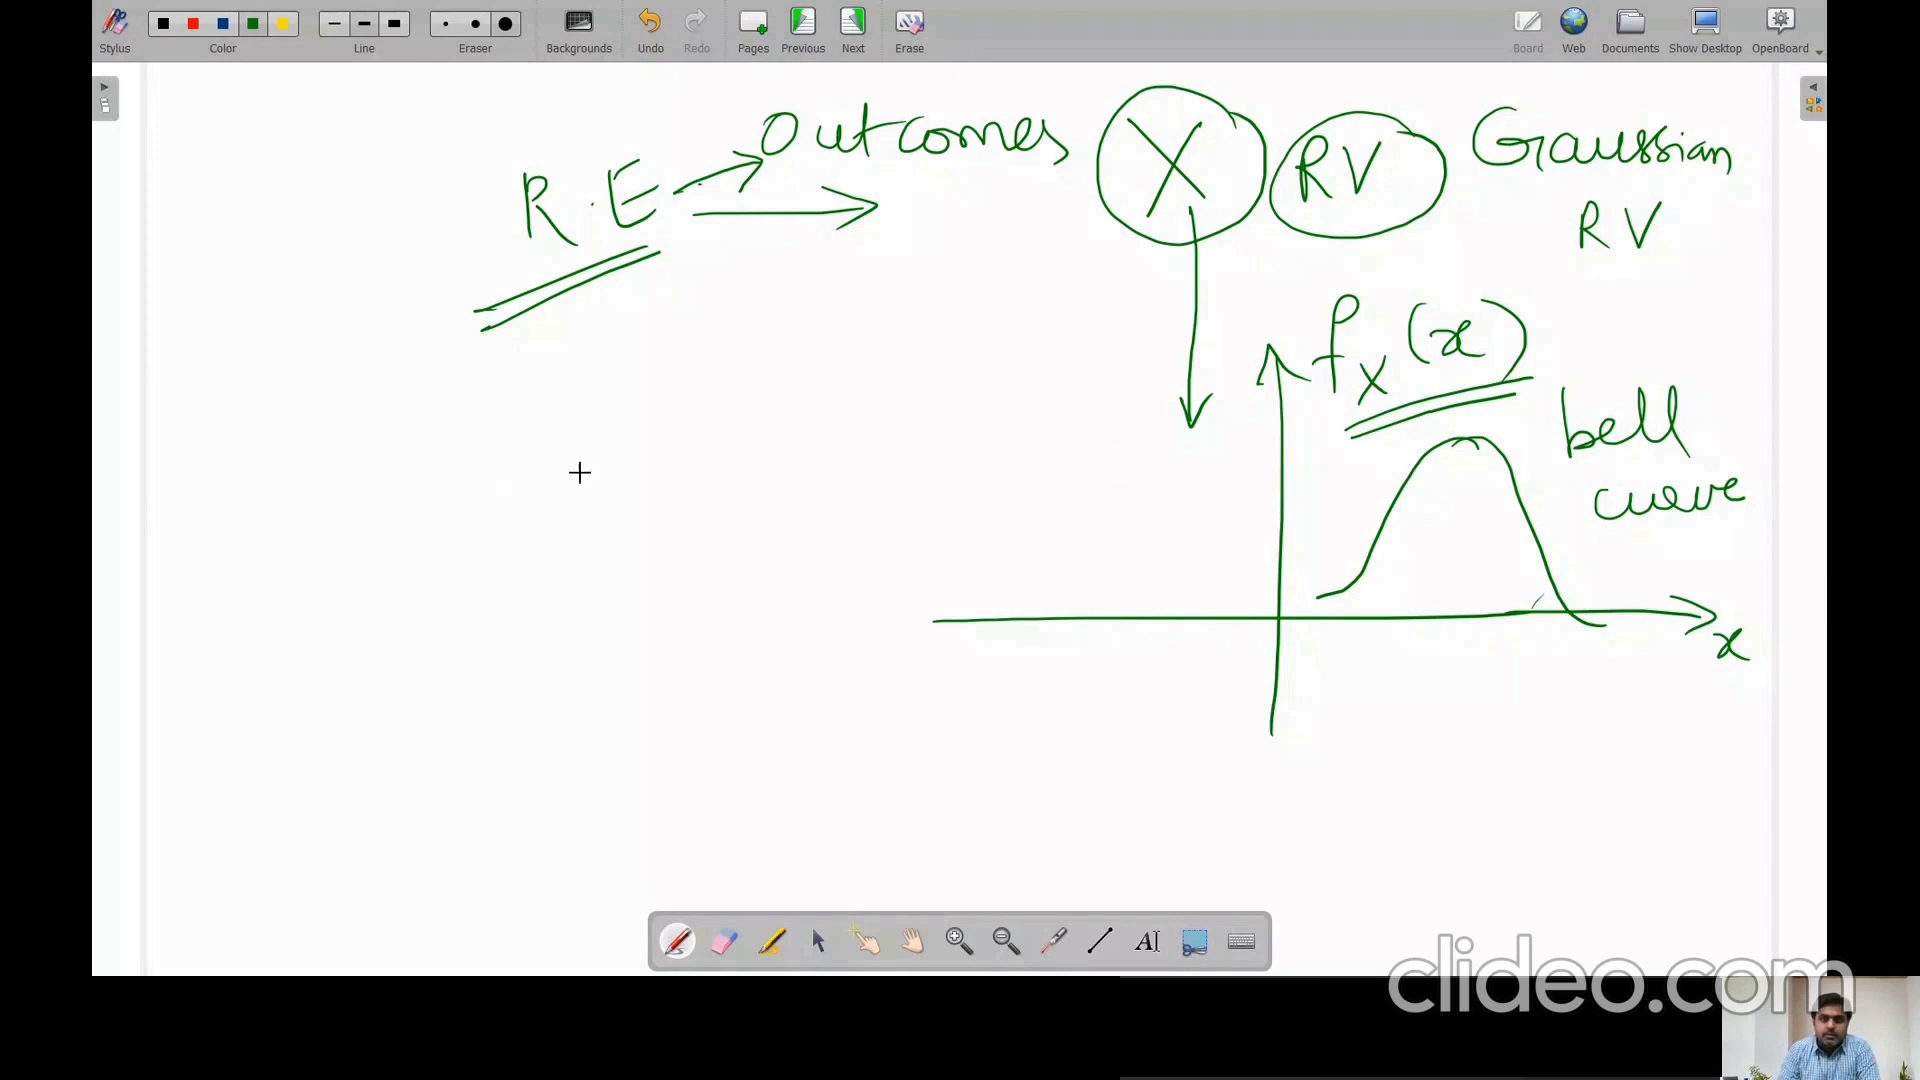 Stylus Color Line Eraser Backgrounds Undo Redo Pages Previous Next Erase Board Web Documents Show Desktop OpenBoard
R.E Outcomes X RV Gaussian
RV
f_X(x)
bell
curve
x
clideo.com